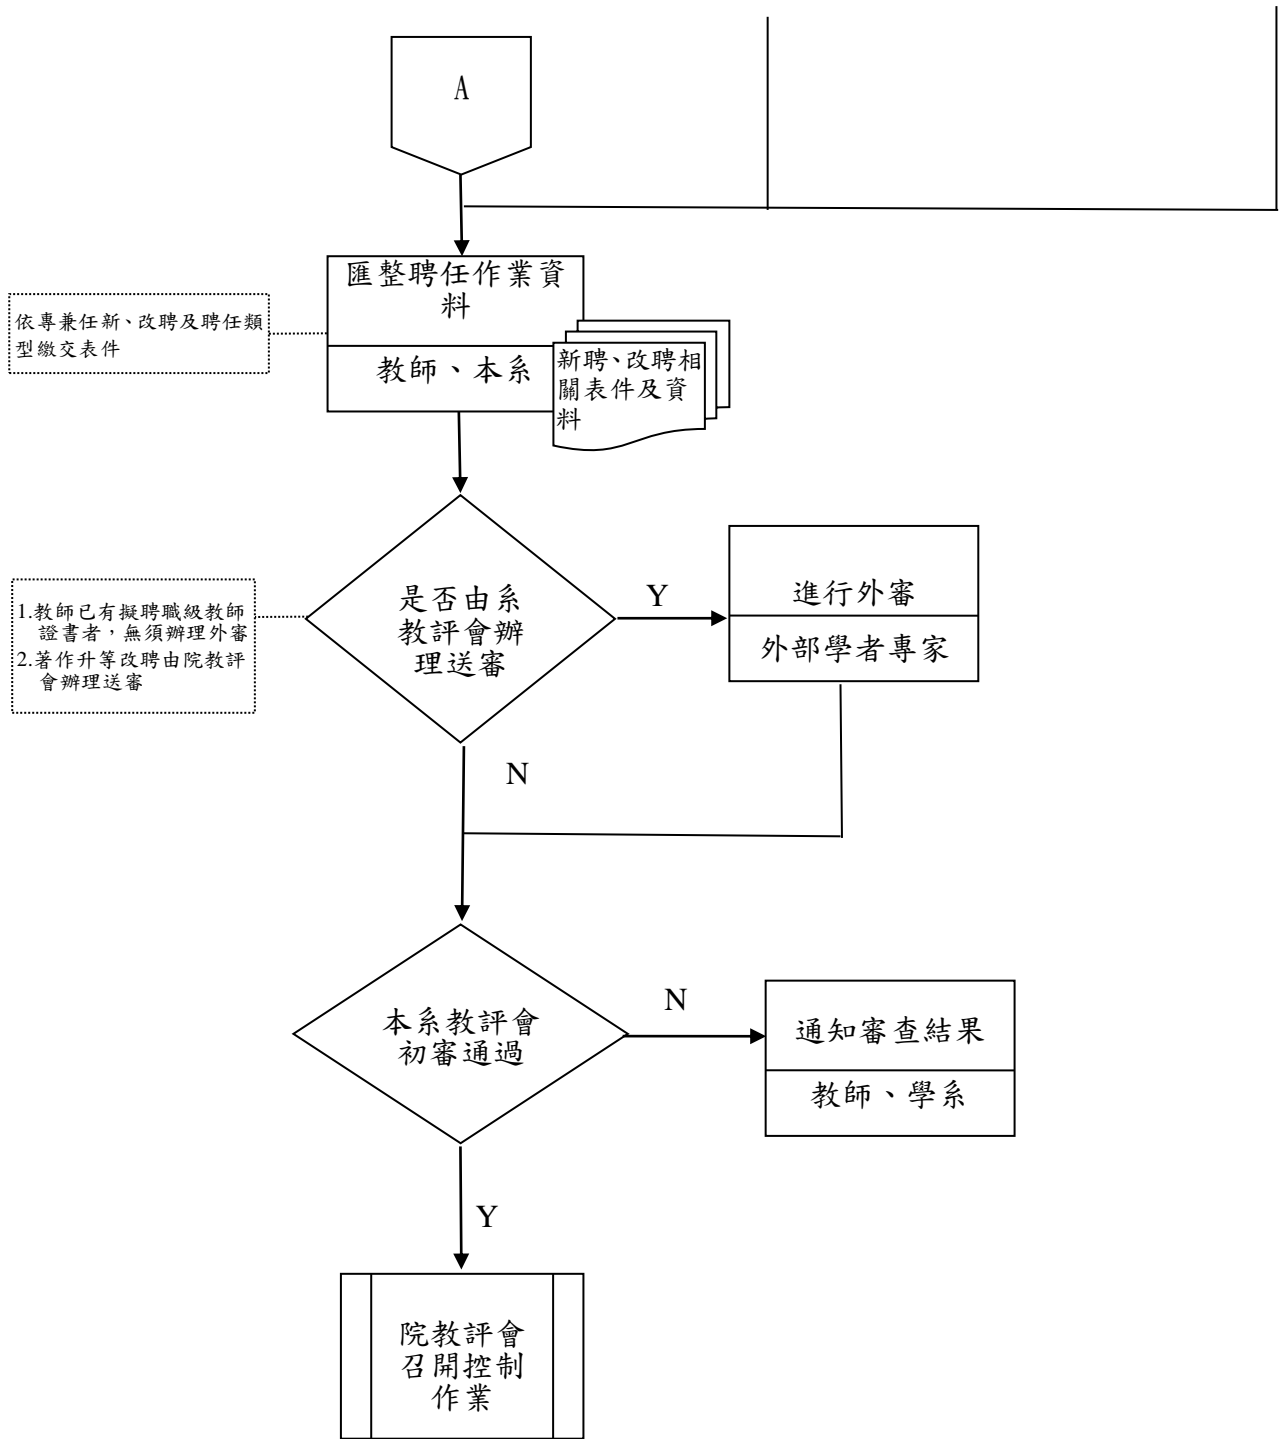 A
匯整聘任作業資
料
教師、本系
依專兼任新、改聘及聘任類
型繳交表件
新聘、改聘相
關表件及資
料
是否由系
教評會辦
理送審
Y
進行外審
外部學者專家
1.教師已有擬聘職級教師
證書者，無須辦理外審
2.著作升等改聘由院教評
會辦理送審
N
本系教評會
初審通過
N
通知審查結果
教師、學系
Y
院教評會
召開控制
作業